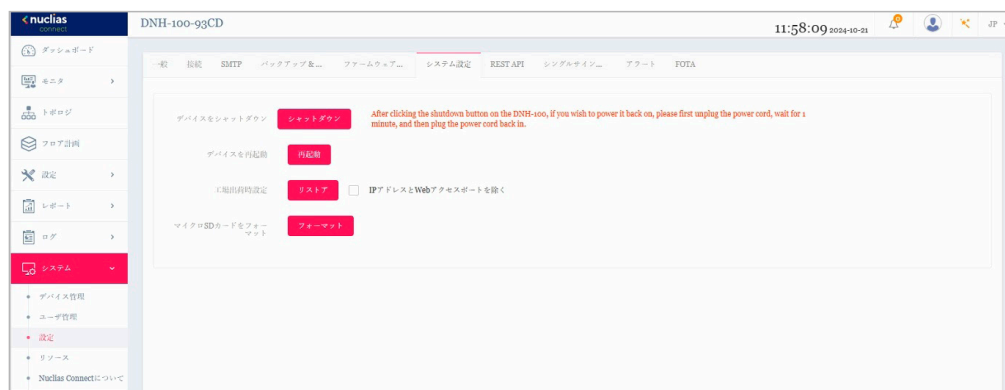 nuclias
connect
DNH-100-93CD
11:58:09 2024-10-21
JP
ダッシュボード
モニタ
トポロジ
フロア計画
設定
レポート
ログ
システム
デバイス管理
ユーザ管理
設定
リソース
Nuclias Connectについて
一般 接続 SMTP バックアップ&... ファームウェア... システム設定 REST API シングルサイン... アラート FOTA
デバイスをシャットダウン シャットダウン
After clicking the shutdown button on the DNH-100, if you wish to power it back on, please first unplug the power cord, wait for 1
minute, and then plug the power cord back in.
デバイスを再起動 再起動
工場出荷時設定 リストア IPアドレスとWebアクセスポートを除く
マイクロSDカードをフォー
マット
フォーマット